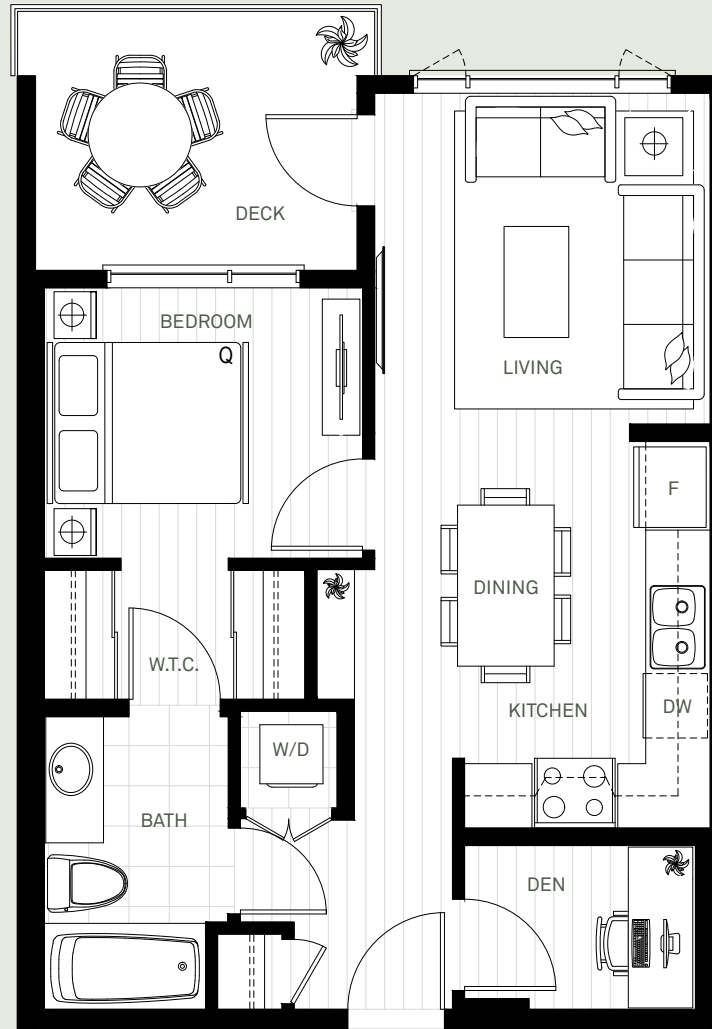 DECK
BEDROOM
Q
LIVING
F
DINING
W.T.C.
KITCHEN
DW
W/D
BATH
DEN